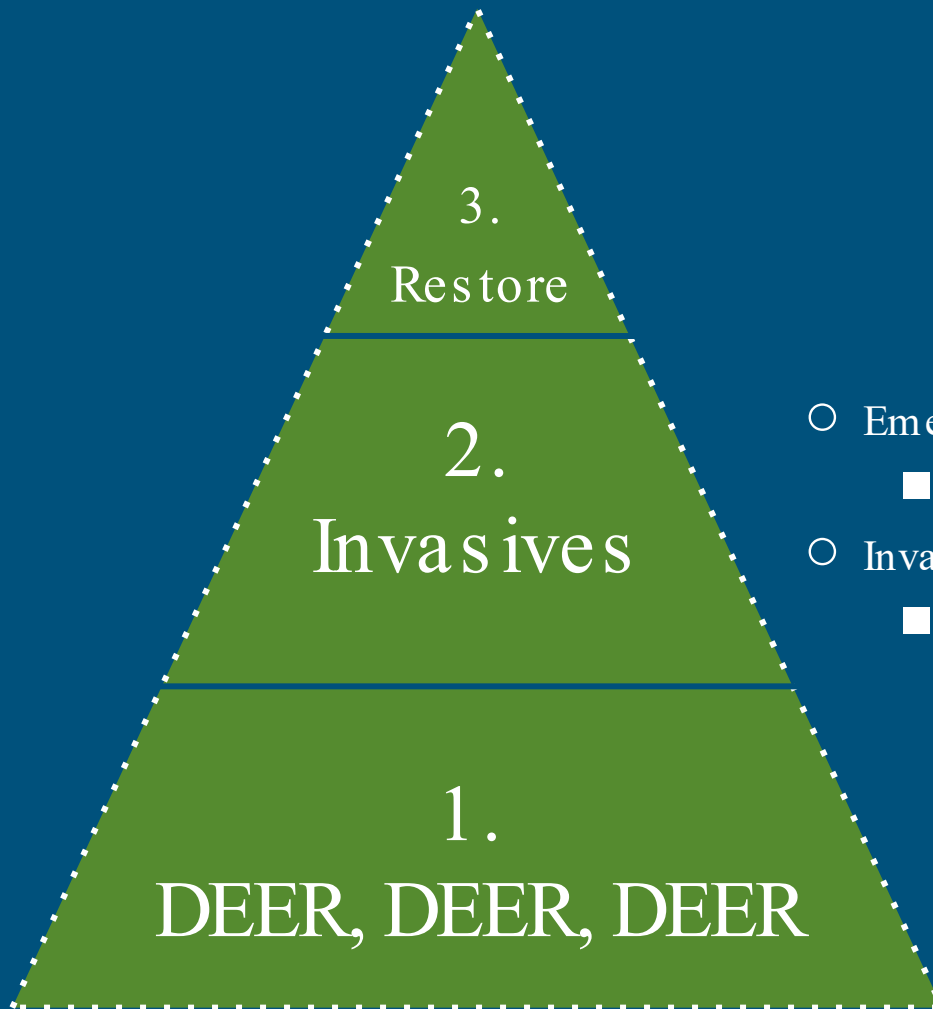 3.
Restore
2.
Invasives
1.
DEER, DEER, DEER